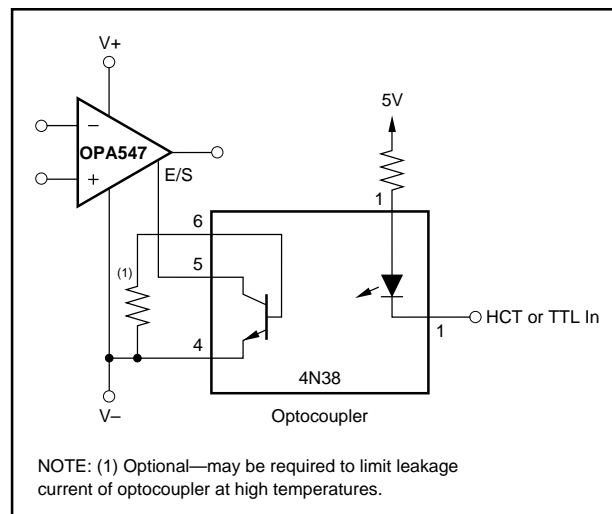 V+
5V
−
OPA547
+
E/S
6
1
(1)
5
4
1
HCT or TTL In
4N38
V–
Optocoupler
NOTE: (1) Optional—may be required to limit leakage
current of optocoupler at high temperatures.